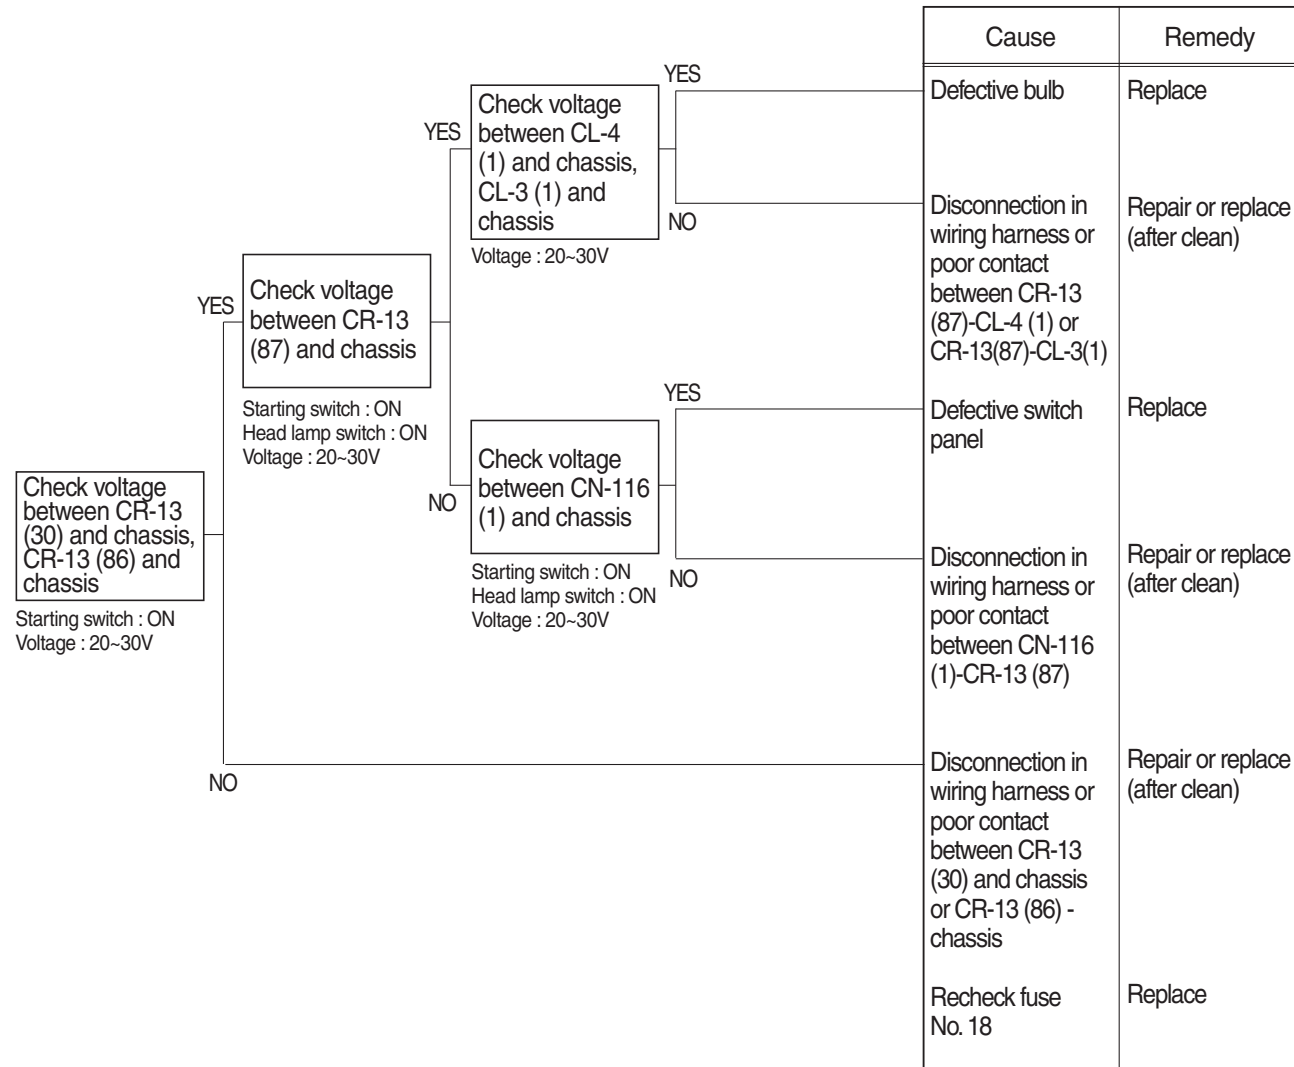 Cause
Remedy
YES
Check voltage
between CL-4
(1) and chassis,
CL-3 (1) and
chassis
Voltage : 20~30V
YES
NO
Defective bulb
Replace
Disconnection in
wiring harness or
poor contact
between CR-13
(87)-CL-4 (1) or
CR-13(87)-CL-3(1)
Repair or replace
(after clean)
YES
Check voltage
between CR-13
(87) and chassis
Starting switch : ON
Head lamp switch : ON
Voltage : 20~30V
YES
NO
Check voltage
between CN-116
(1) and chassis
Starting switch : ON
Head lamp switch : ON
Voltage : 20~30V
NO
Defective switch
panel
Replace
Disconnection in
wiring harness or
poor contact
between CN-116
(1)-CR-13 (87)
Repair or replace
(after clean)
Check voltage
between CR-13
(30) and chassis,
CR-13 (86) and
chassis
Starting switch : ON
Voltage : 20~30V
NO
Disconnection in
wiring harness or
poor contact
between CR-13
(30) and chassis
or CR-13 (86) -
chassis
Repair or replace
(after clean)
Recheck fuse
No. 18
Replace